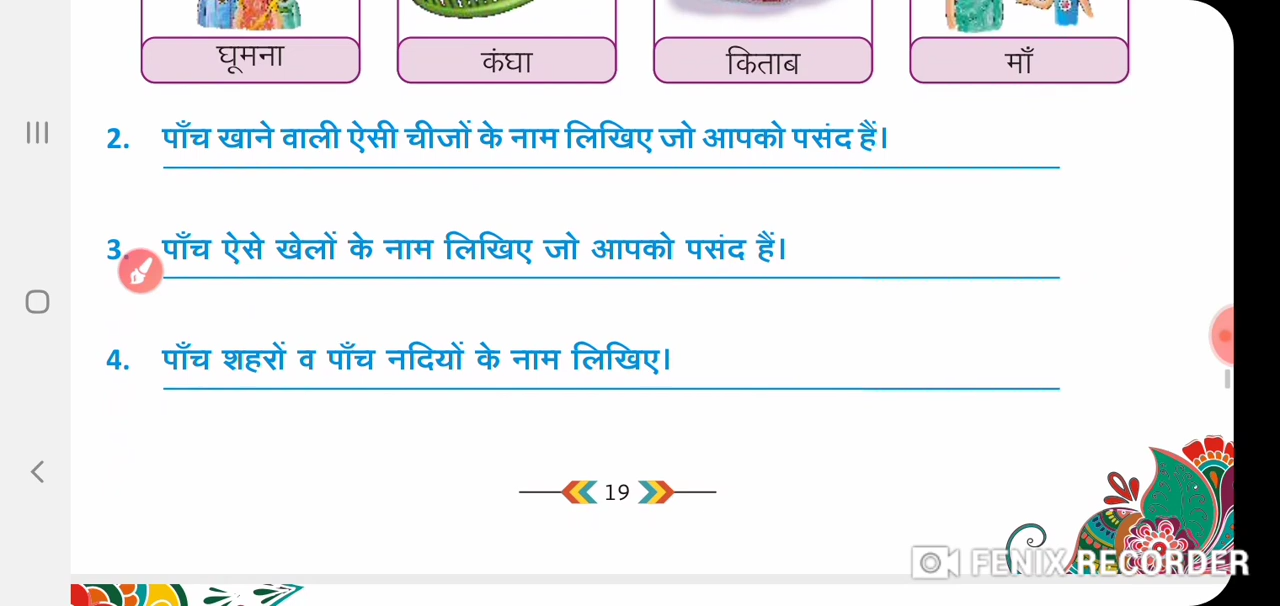 घूमना कंघा किताब माँ
2. पाँच खाने वाली ऐसी चीजों के नाम लिखिए जो आपको पसंद हैं।
3. पाँच ऐसे खेलों के नाम लिखिए जो आपको पसंद हैं।
4. पाँच शहरों व पाँच नदियों के नाम लिखिए।
19
FENIX RECORDER